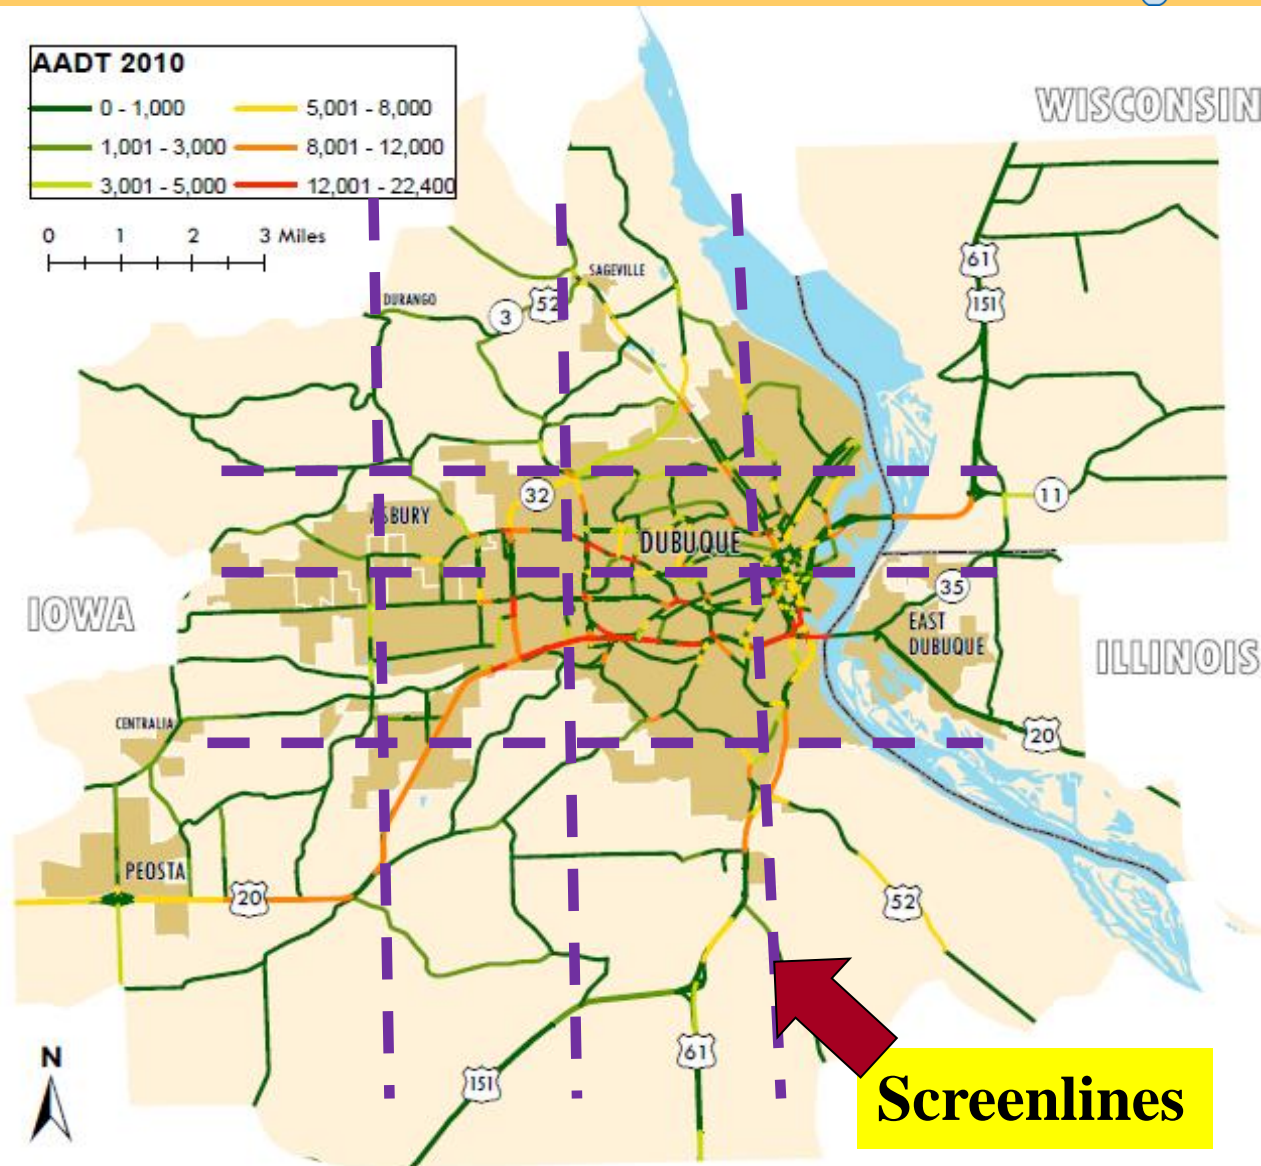 AADT 2010
0 - 1,000
5,001 - 8,000
1,001 - 3,000
8,001 - 12,000
3,001 - 5,000
12,001 - 22,400
0 1 2 3 Miles
WISCONSIN
61
151
SAGEVILLE
DURANGO
3
52
32
11
ASBURY
DUBUQUE
35
IOWA
EAST
DUBUQUE
ILLINOIS
CENTRALIA
20
PEOSTA
20
52
N
61
151
Screenlines